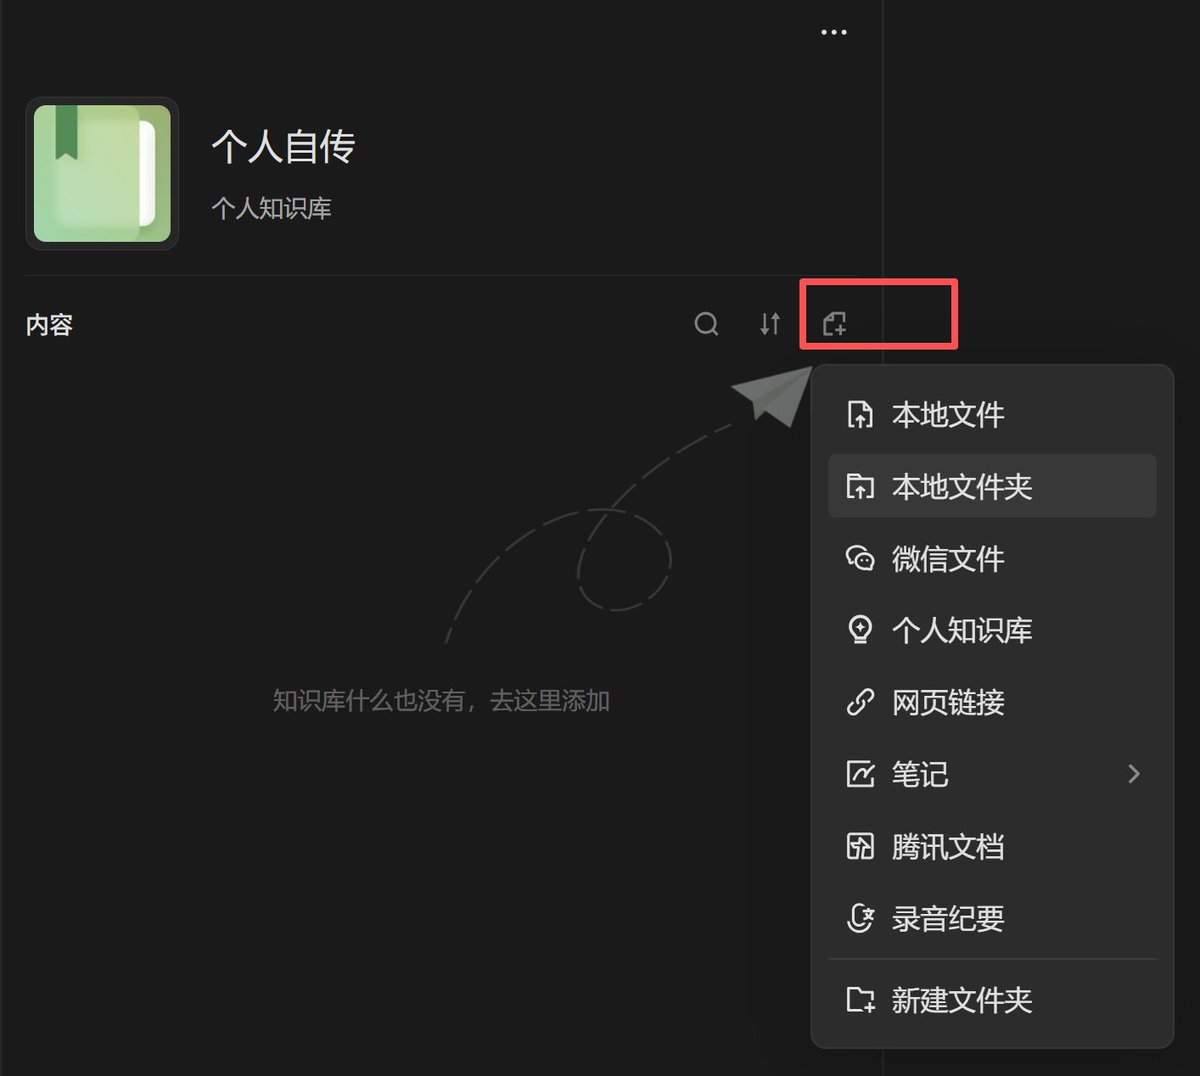 个人自传
个人知识库
内容
本地文件
本地文件夹
微信文件
个人知识库
网页链接
笔记
腾讯文档
录音纪要
新建文件夹
知识库什么也没有，去这里添加